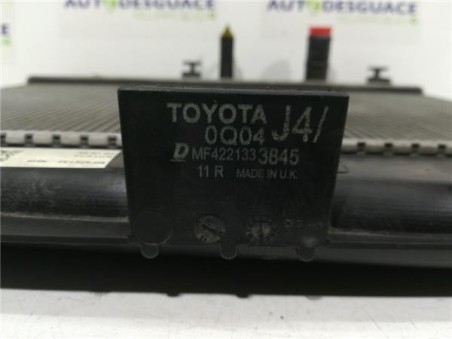 AUTODESGUACE
AUTODESGUACE
TOYOTA J4/
0Q04
D MF422133 3845
11 R MADE IN U.K.